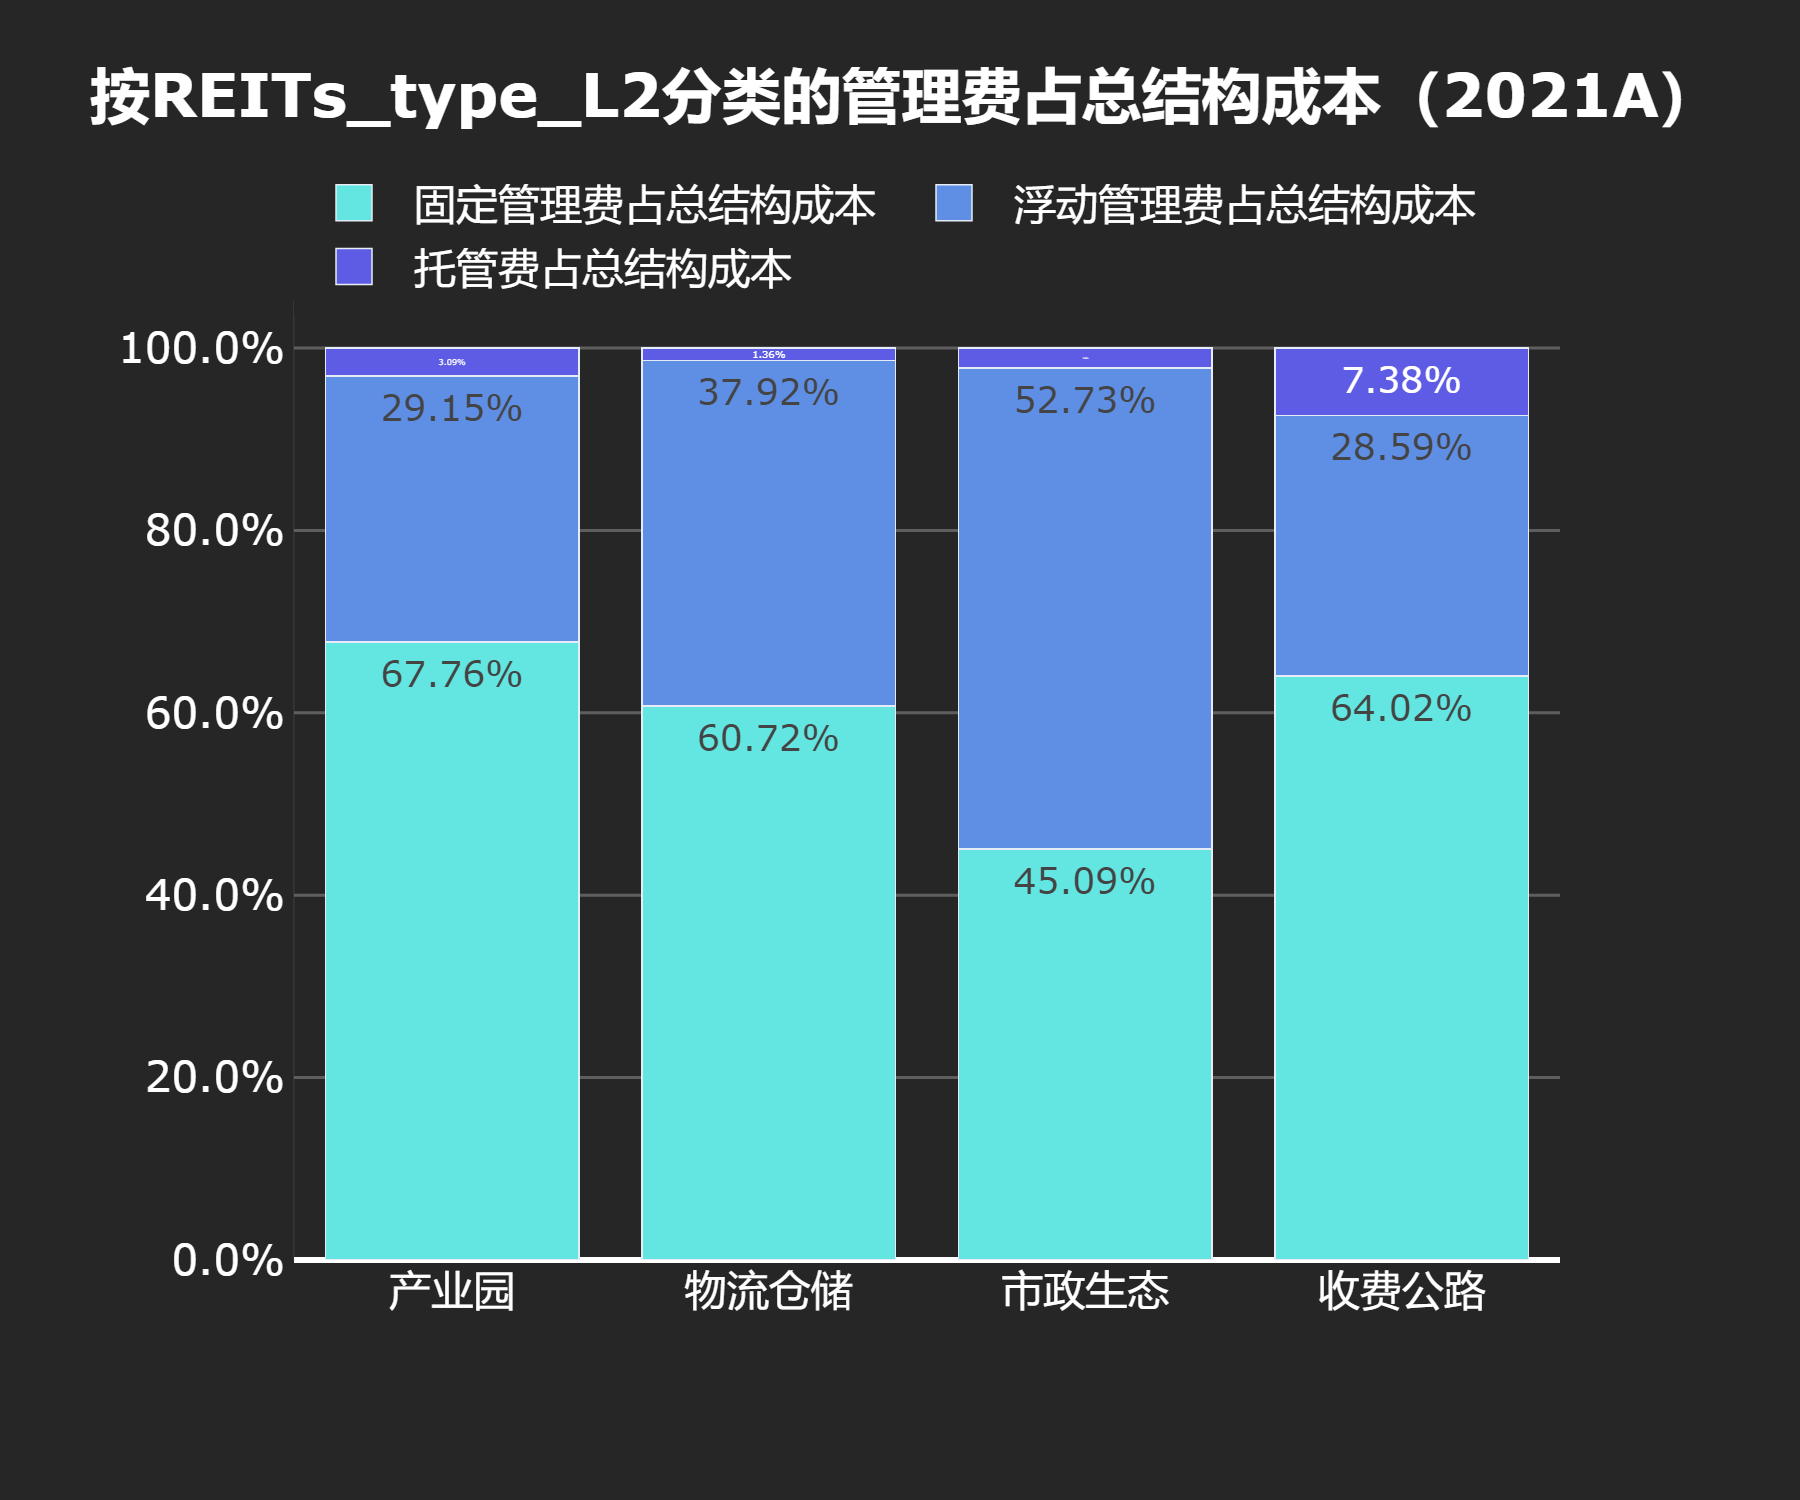 按REITs_type_L2分类的管理费占总结构成本（2021A）
固定管理费占总结构成本 浮动管理费占总结构成本
托管费占总结构成本
100.0%
80.0%
60.0%
40.0%
20.0%
0.0%
3.09% 1.36% 7.38%
29.15% 37.92% 52.73% 28.59%
67.76% 60.72% 45.09% 64.02%
产业园 物流仓储 市政生态 收费公路